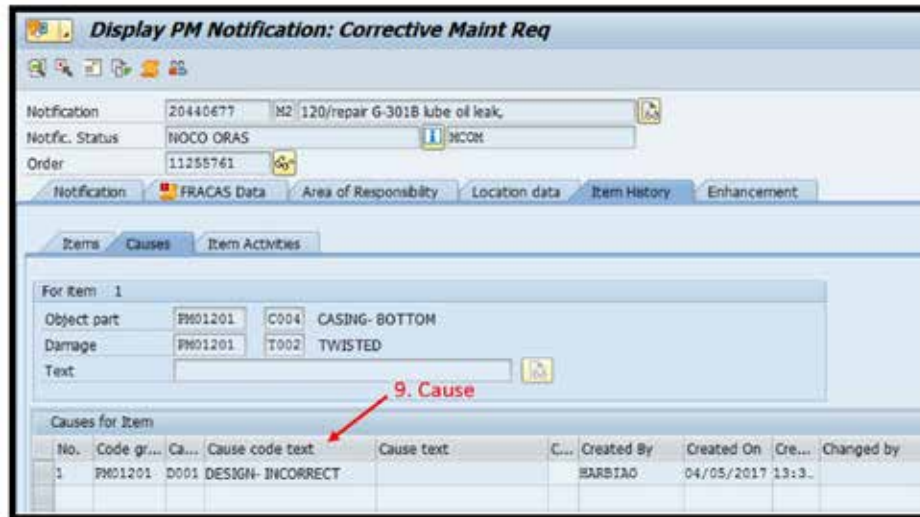 Display PM Notification: Corrective Maint Req
Notification 20440677 M2 120/repair G-301B lube oil leak,
Notific. Status NOCO ORAS MCOM
Order 11255761
Notification FRACAS Data Area of Responsibility Location data Item History Enhancement
Items Causes Item Activities
For item 1
Object part PM01201 C004 CASING- BOTTOM
Damage PM01201 T002 TWISTED
Text
9. Cause
Causes for Item
No. Code gr... Ca... Cause code text Cause text C... Created By Created On Cre... Changed by
1 PM01201 D001 DESIGN- INCORRECT 04/05/2017 13:3..